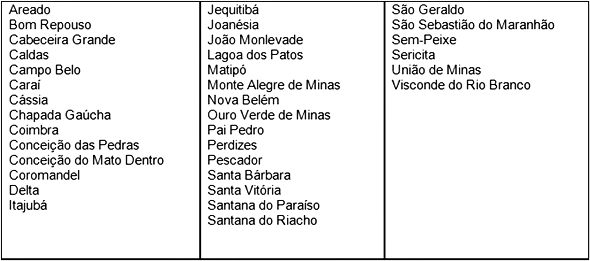 Areado
Bom Repouso
Cabeceira Grande
Caldas
Campo Belo
Caraí
Cássia
Chapada Gaúcha
Coimbra
Conceição das Pedras
Conceição do Mato Dentro
Coromandel
Delta
Itajubá
Jequitibá
Joanésia
João Monlevade
Lagoa dos Patos
Matipó
Monte Alegre de Minas
Nova Belém
Ouro Verde de Minas
Pai Pedro
Perdizes
Pescador
Santa Bárbara
Santa Vitória
Santana do Paraíso
Santana do Riacho
São Geraldo
São Sebastião do Maranhão
Sem-Peixe
Sericita
União de Minas
Visconde do Rio Branco